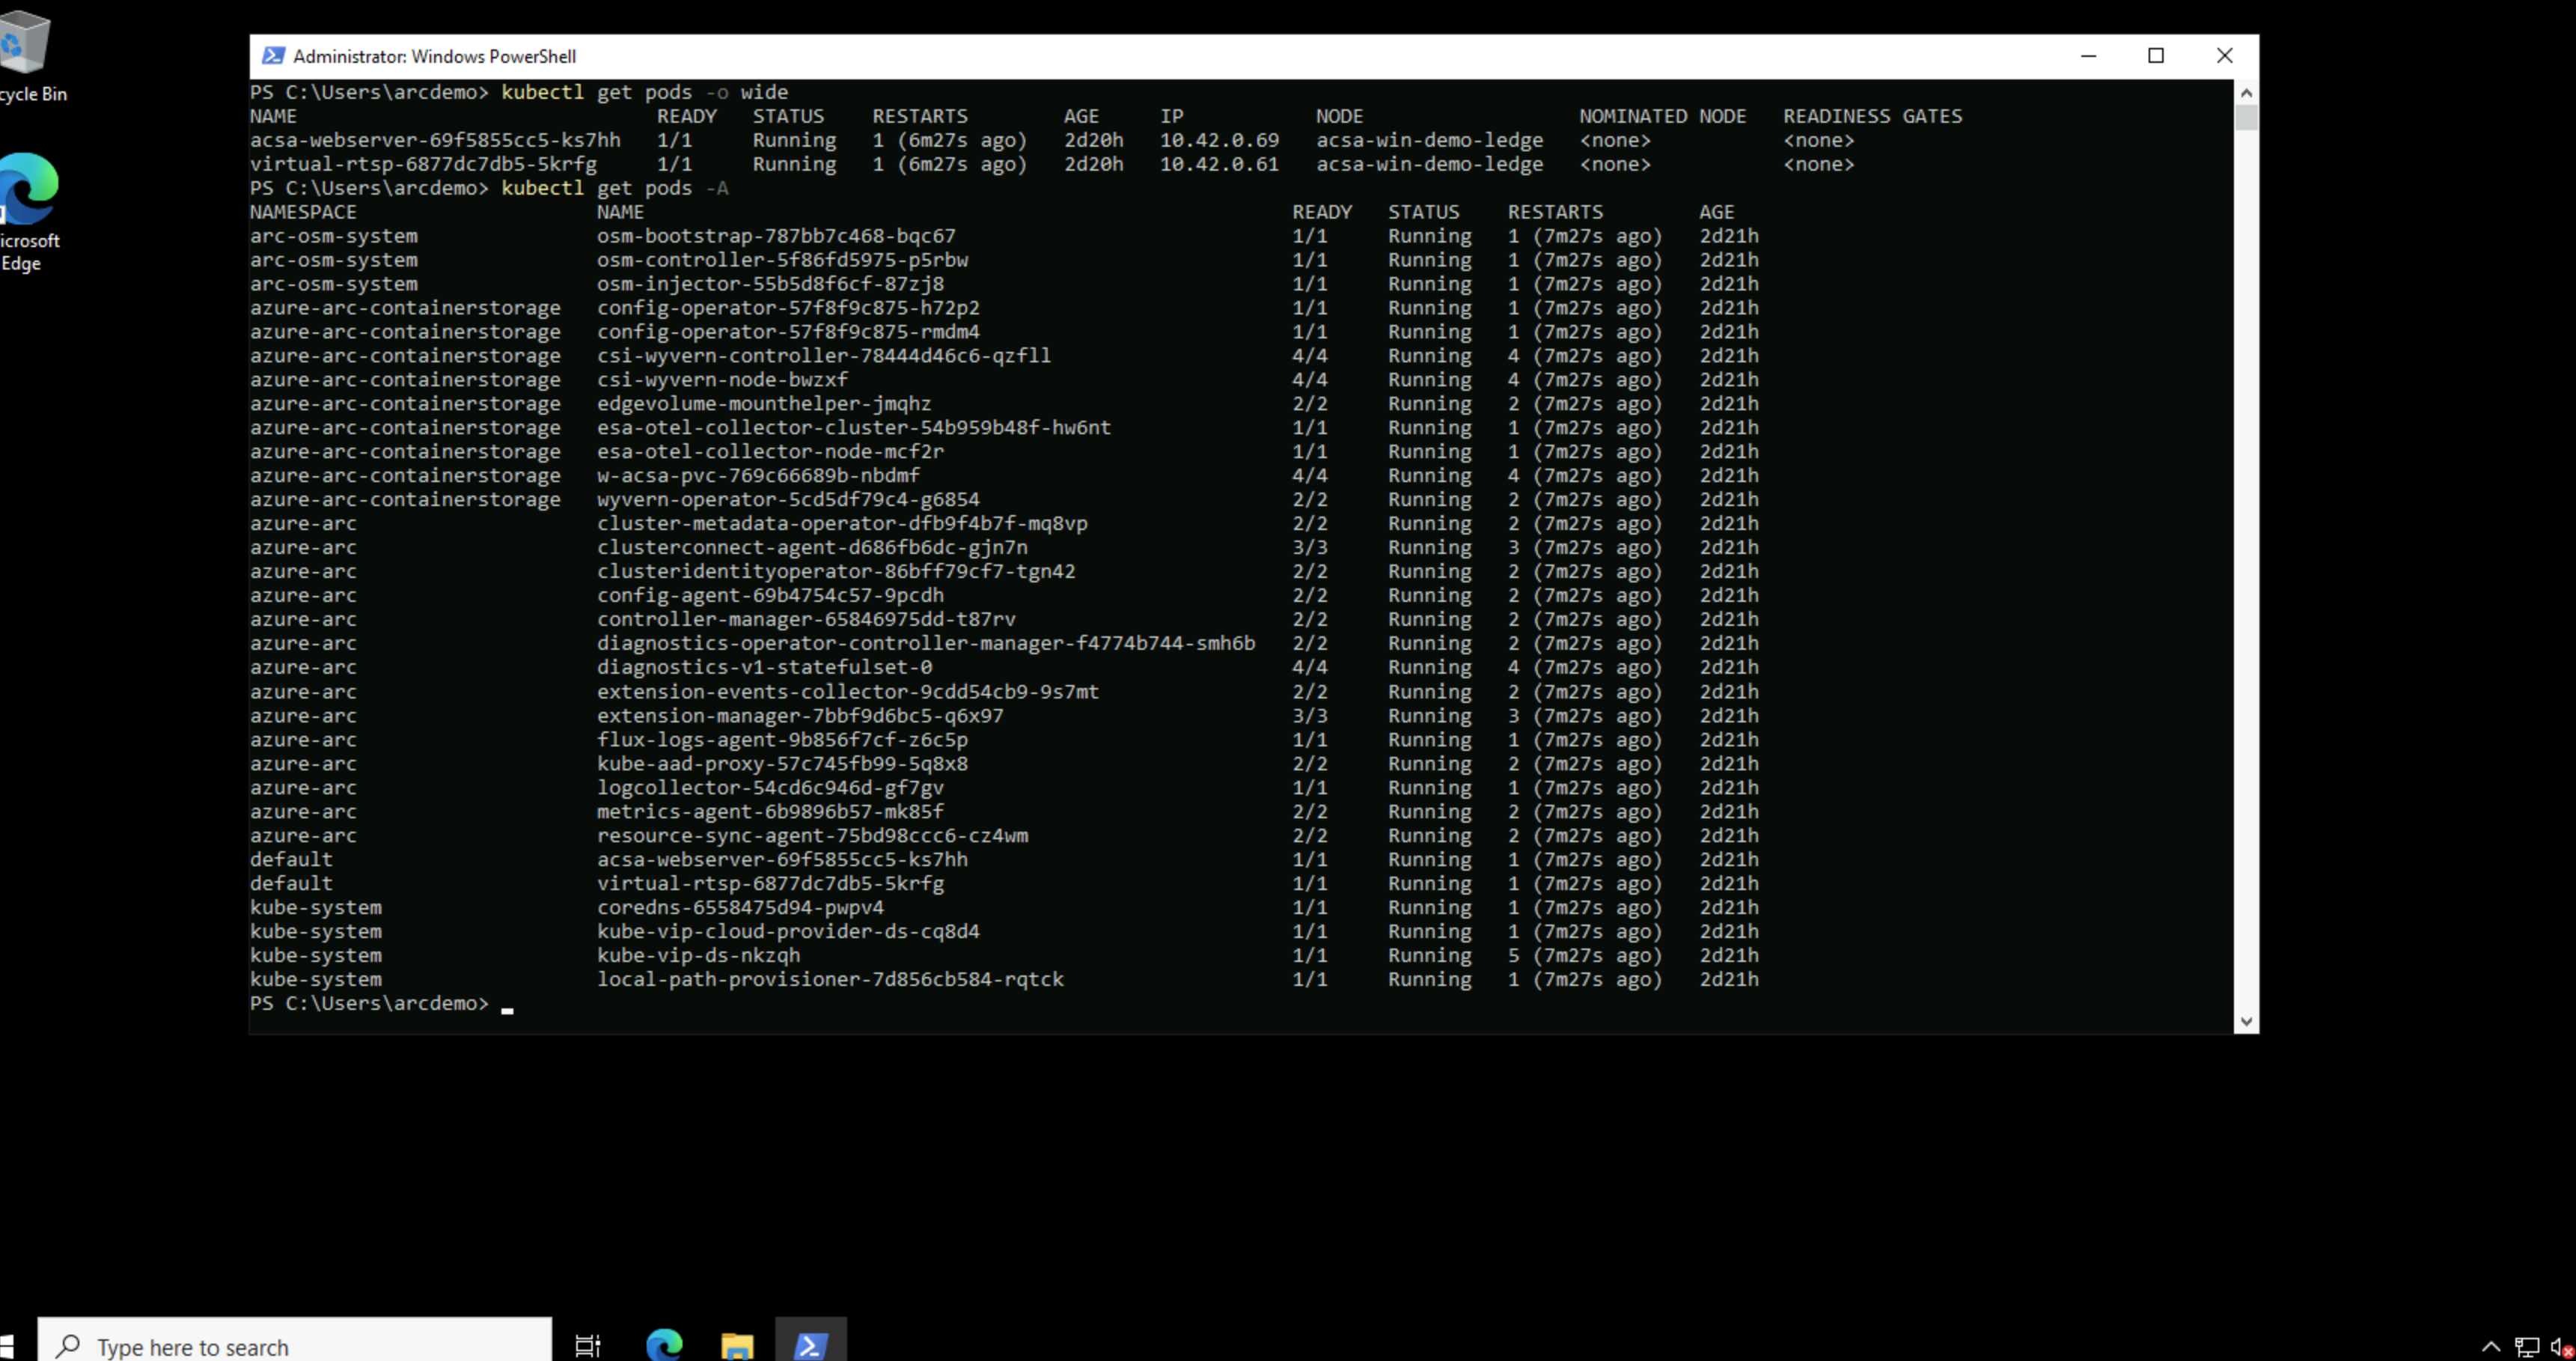 cycle Bin
icrosoft
Edge
Administrator: Windows PowerShell
PS C:\Users\arcdemo> kubectl get pods -o wide
NAME READY STATUS RESTARTS AGE IP NODE NOMINATED NODE READINESS GATES
acsa-webserver-69f5855cc5-ks7hh 1/1 Running 1 (6m27s ago) 2d20h 10.42.0.69 acsa-win-demo-ledge <none> <none>
virtual-rtsp-6877dc7db5-5krfg 1/1 Running 1 (6m27s ago) 2d20h 10.42.0.61 acsa-win-demo-ledge <none> <none>
PS C:\Users\arcdemo> kubectl get pods -A
NAMESPACE NAME READY STATUS RESTARTS AGE
arc-osm-system osm-bootstrap-787bb7c468-bqc67 1/1 Running 1 (7m27s ago) 2d21h
arc-osm-system osm-controller-5f86fd5975-p5rbw 1/1 Running 1 (7m27s ago) 2d21h
arc-osm-system osm-injector-55b5d8f6cf-87zj8 1/1 Running 1 (7m27s ago) 2d21h
azure-arc-containerstorage config-operator-57f8f9c875-h72p2 1/1 Running 1 (7m27s ago) 2d21h
azure-arc-containerstorage config-operator-57f8f9c875-rmdm4 1/1 Running 1 (7m27s ago) 2d21h
azure-arc-containerstorage csi-wyvern-controller-78444d46c6-qzfll 4/4 Running 4 (7m27s ago) 2d21h
azure-arc-containerstorage csi-wyvern-node-bwzxf 4/4 Running 4 (7m27s ago) 2d21h
azure-arc-containerstorage edgevolume-mounthelper-jmqhz 2/2 Running 2 (7m27s ago) 2d21h
azure-arc-containerstorage esa-otel-collector-cluster-54b959b48f-hw6nt 1/1 Running 1 (7m27s ago) 2d21h
azure-arc-containerstorage esa-otel-collector-node-mcf2r 1/1 Running 1 (7m27s ago) 2d21h
azure-arc-containerstorage w-acsa-pvc-769c66689b-nbdmf 4/4 Running 4 (7m27s ago) 2d21h
azure-arc-containerstorage wyvern-operator-5cd5df79c4-g6854 2/2 Running 2 (7m27s ago) 2d21h
azure-arc cluster-metadata-operator-dfb9f4b7f-mq8vp 2/2 Running 2 (7m27s ago) 2d21h
azure-arc clusterconnect-agent-d686fb6dc-gjn7n 3/3 Running 3 (7m27s ago) 2d21h
azure-arc clusteridentityoperator-86bff79cf7-tgn42 2/2 Running 2 (7m27s ago) 2d21h
azure-arc config-agent-69b4754c57-9pcdh 2/2 Running 2 (7m27s ago) 2d21h
azure-arc controller-manager-65846975dd-t87rv 2/2 Running 2 (7m27s ago) 2d21h
azure-arc diagnostics-operator-controller-manager-f4774b744-smh6b 2/2 Running 2 (7m27s ago) 2d21h
azure-arc diagnostics-v1-statefulset-0 4/4 Running 4 (7m27s ago) 2d21h
azure-arc extension-events-collector-9cdd54cb9-9s7mt 2/2 Running 2 (7m27s ago) 2d21h
azure-arc extension-manager-7bbf9d6bc5-q6x97 3/3 Running 3 (7m27s ago) 2d21h
azure-arc flux-logs-agent-9b856f7cf-z6c5p 1/1 Running 1 (7m27s ago) 2d21h
azure-arc kube-aad-proxy-57c745fb99-5q8x8 2/2 Running 2 (7m27s ago) 2d21h
azure-arc logcollector-54cd6c946d-gf7gv 1/1 Running 1 (7m27s ago) 2d21h
azure-arc metrics-agent-6b9896b57-mk85f 2/2 Running 2 (7m27s ago) 2d21h
azure-arc resource-sync-agent-75bd98ccc6-cz4wm 2/2 Running 2 (7m27s ago) 2d21h
default acsa-webserver-69f5855cc5-ks7hh 1/1 Running 1 (7m27s ago) 2d21h
default virtual-rtsp-6877dc7db5-5krfg 1/1 Running 1 (7m27s ago) 2d21h
kube-system coredns-6558475d94-pwpv4 1/1 Running 1 (7m27s ago) 2d21h
kube-system kube-vip-cloud-provider-ds-cq8d4 1/1 Running 1 (7m27s ago) 2d21h
kube-system kube-vip-ds-nkzqh 1/1 Running 5 (7m27s ago) 2d21h
kube-system local-path-provisioner-7d856cb584-rqtck 1/1 Running 1 (7m27s ago) 2d21h
PS C:\Users\arcdemo>
Type here to search